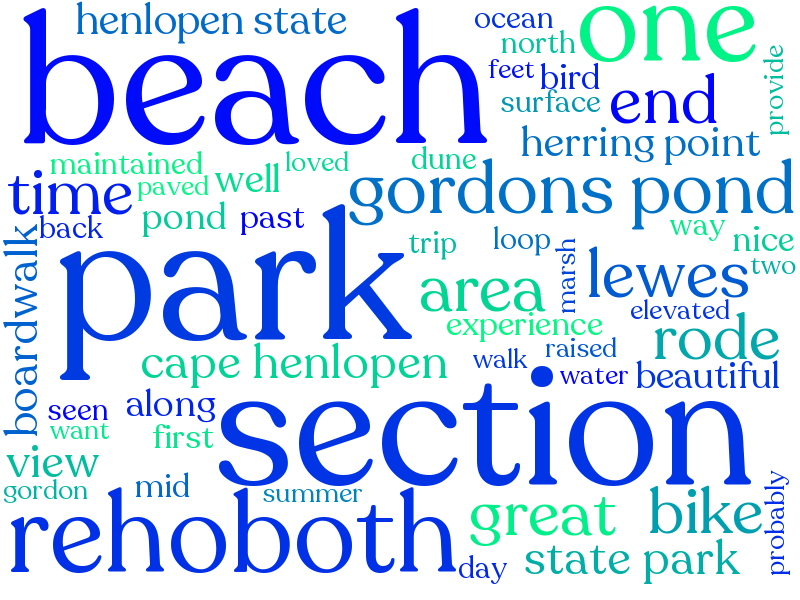 henlopen state
ocean
one
beach
north
feet
bird
provide
surface
end
herring point
maintained
loved
dune
time
paved
well
gordons pond
back
pond
past
way
boardwalk
park
trip
loop
marsh
nice
lewes
two
area
elevated
experience
rode
cape henlopen
walk
raised
water
beautiful
seen
along
section
want
first
view
gordon
mid
summer
rehoboth
great
bike
probably
day
state park